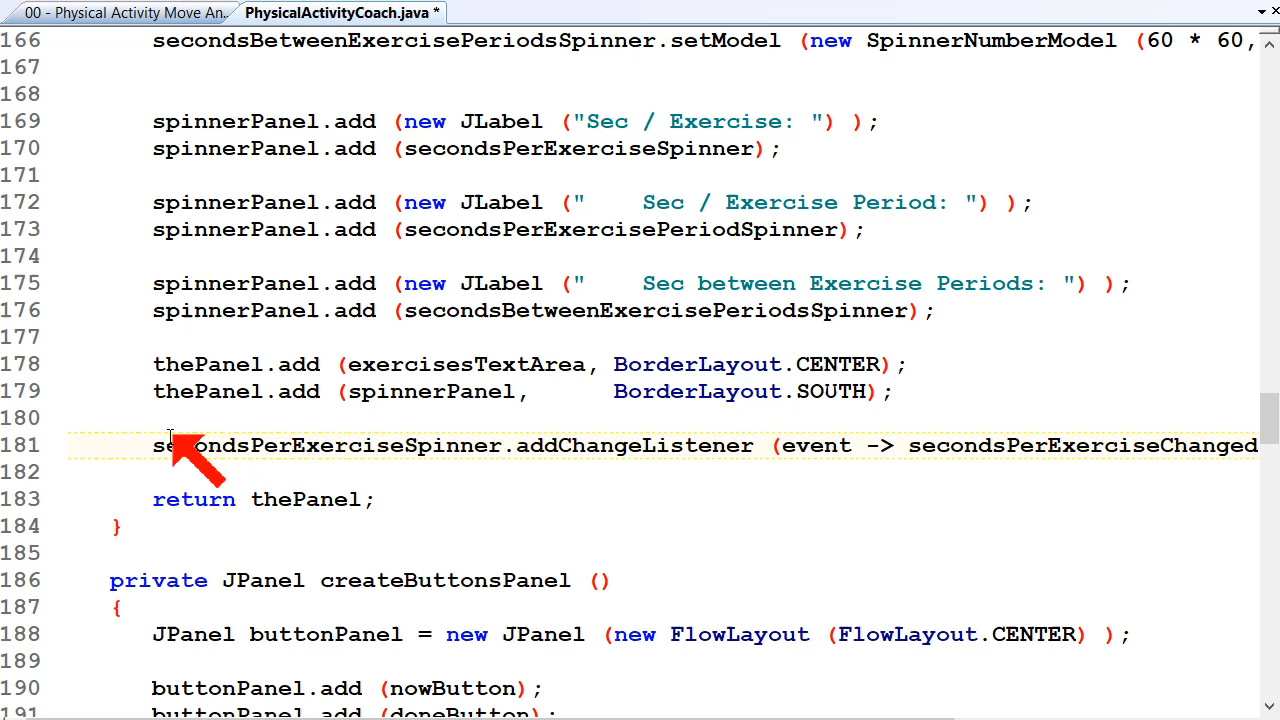 00 - Physical Activity Move An.. PhysicalActivityCoach.java *
166 secondsBetweenExercisePeriodsSpinner.setModel (new SpinnerNumberModel (60 * 60,
167
168
169 spinnerPanel.add (new JLabel ("Sec / Exercise: ") );
170 spinnerPanel.add (secondsPerExerciseSpinner);
171
172 spinnerPanel.add (new JLabel ("    Sec / Exercise Period: ") );
173 spinnerPanel.add (secondsPerExercisePeriodSpinner);
174
175 spinnerPanel.add (new JLabel ("    Sec between Exercise Periods: ") );
176 spinnerPanel.add (secondsBetweenExercisePeriodsSpinner);
177
178 thePanel.add (exercisesTextArea, BorderLayout.CENTER);
179 thePanel.add (spinnerPanel,      BorderLayout.SOUTH);
180
181 secondsPerExerciseSpinner.addChangeListener (event -> secondsPerExerciseChanged
182
183 return thePanel;
184 }
185
186 private JPanel createButtonsPanel ()
187 {
188 JPanel buttonPanel = new JPanel (new FlowLayout (FlowLayout.CENTER) );
189
190 buttonPanel.add (nowButton);
191 buttonPanel.add (doneButton);